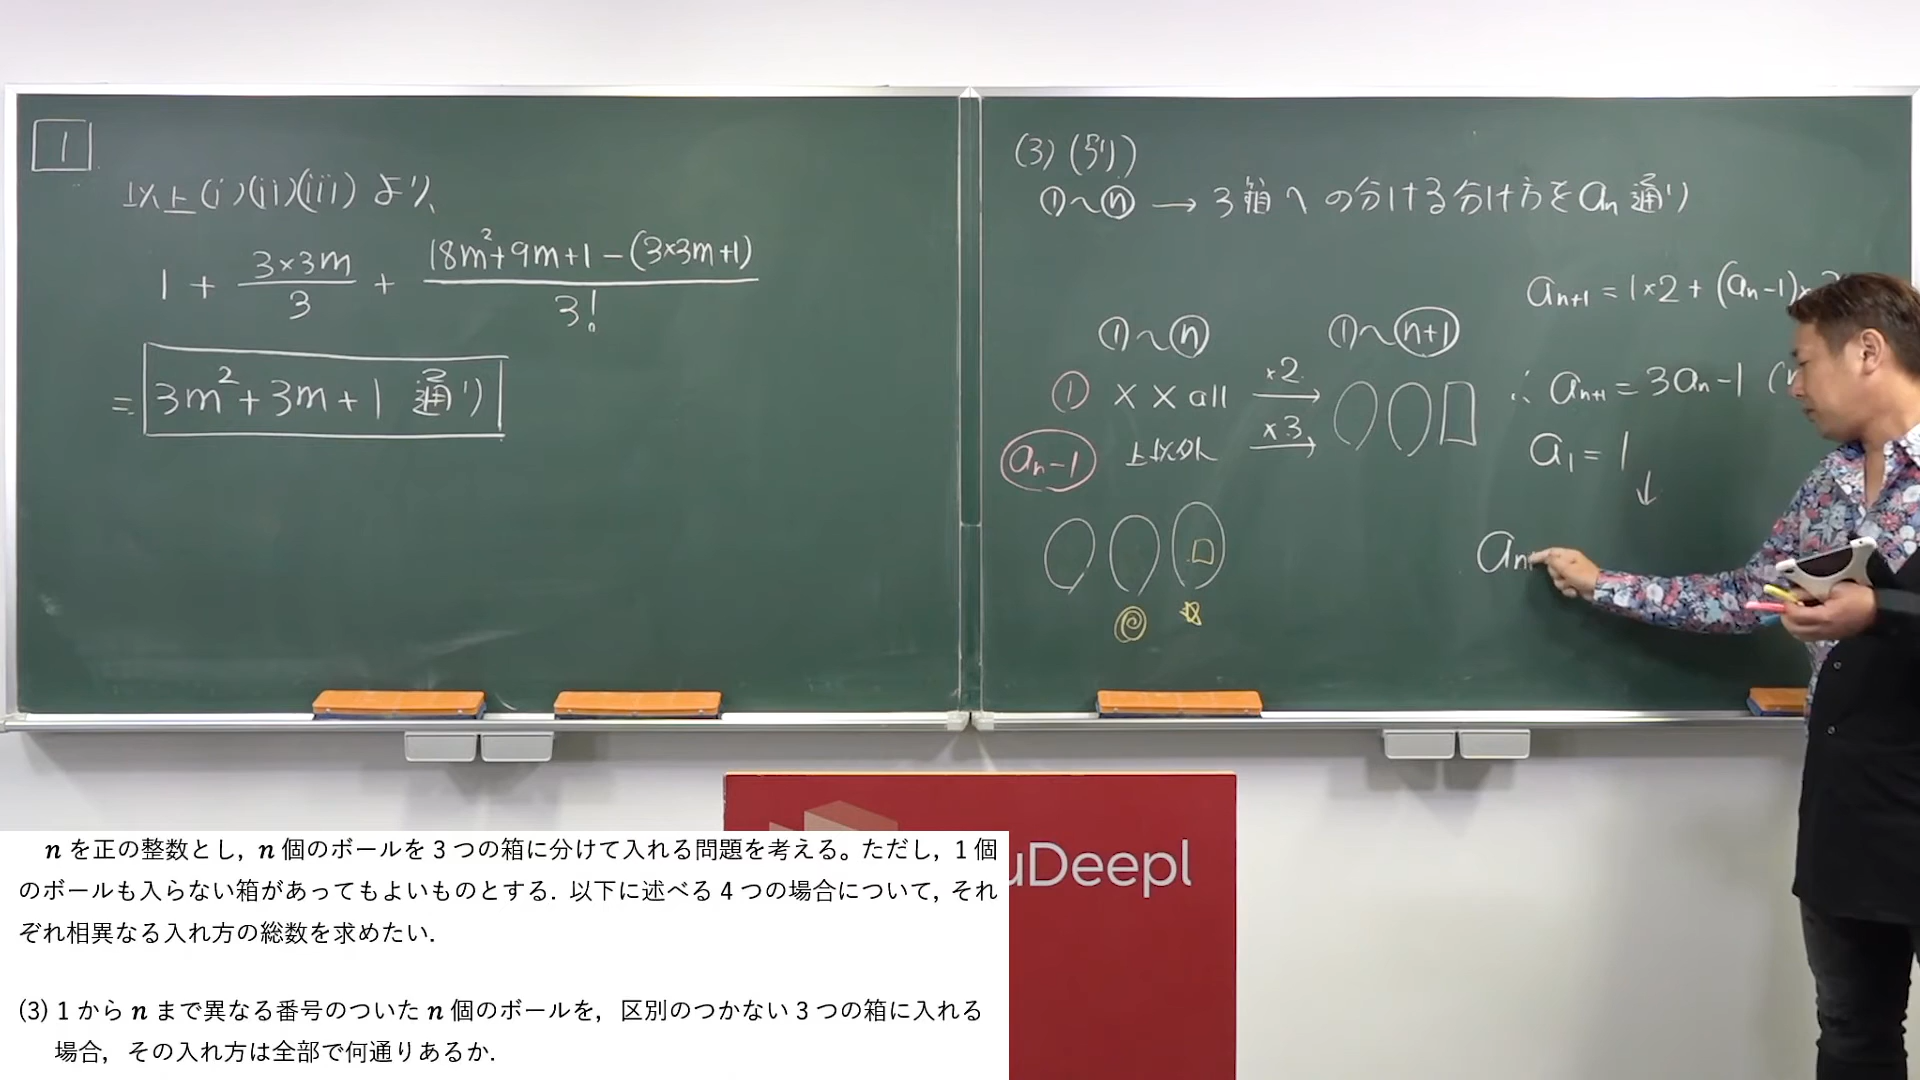 1
以上(i)(ii)(iii)より、
1 + 3×3m/3 + 18m²+9m+1-(3×3m+1)/3!
= 3m²+3m+1 通り
(3)(別)
①~ⓝ → 3箱への分ける分け方をaₙ通り
aₙ₊₁ = 1×2 + (aₙ-1)×
①~ⓝ ①~(n+1)
① × × all ×2
aₙ-1 上以外 ×3
∴ aₙ₊₁ = 3aₙ-1
a₁ = 1
↓
aₙ
uDeepl
nを正の整数とし，n個のボールを3つの箱に分けて入れる問題を考える。ただし，1個
のボールも入らない箱があってもよいものとする．以下に述べる4つの場合について，それ
ぞれ相異なる入れ方の総数を求めたい．
(3) 1からnまで異なる番号のついたn個のボールを，区別のつかない3つの箱に入れる
場合，その入れ方は全部で何通りあるか．